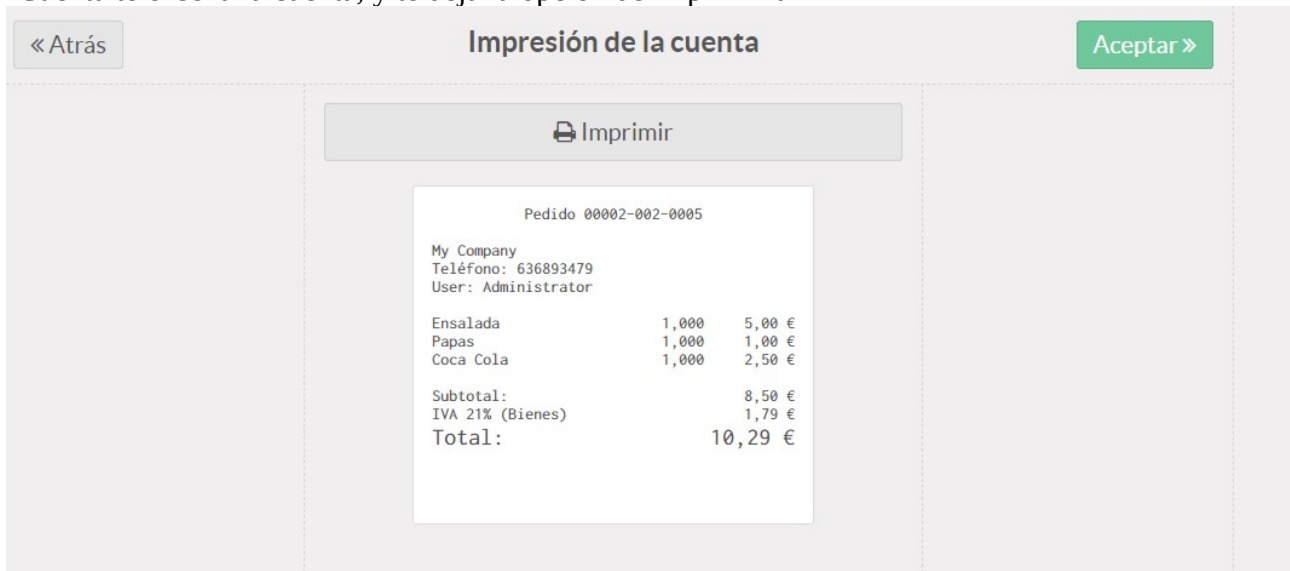 « Atrás
Impresión de la cuenta
Aceptar »
Imprimir
Pedido 00002-002-0005
My Company
Teléfono: 636893479
User: Administrator
Ensalada 1,000 5,00 €
Papas 1,000 1,00 €
Coca Cola 1,000 2,50 €
Subtotal: 8,50 €
IVA 21% (Bienes) 1,79 €
Total: 10,29 €